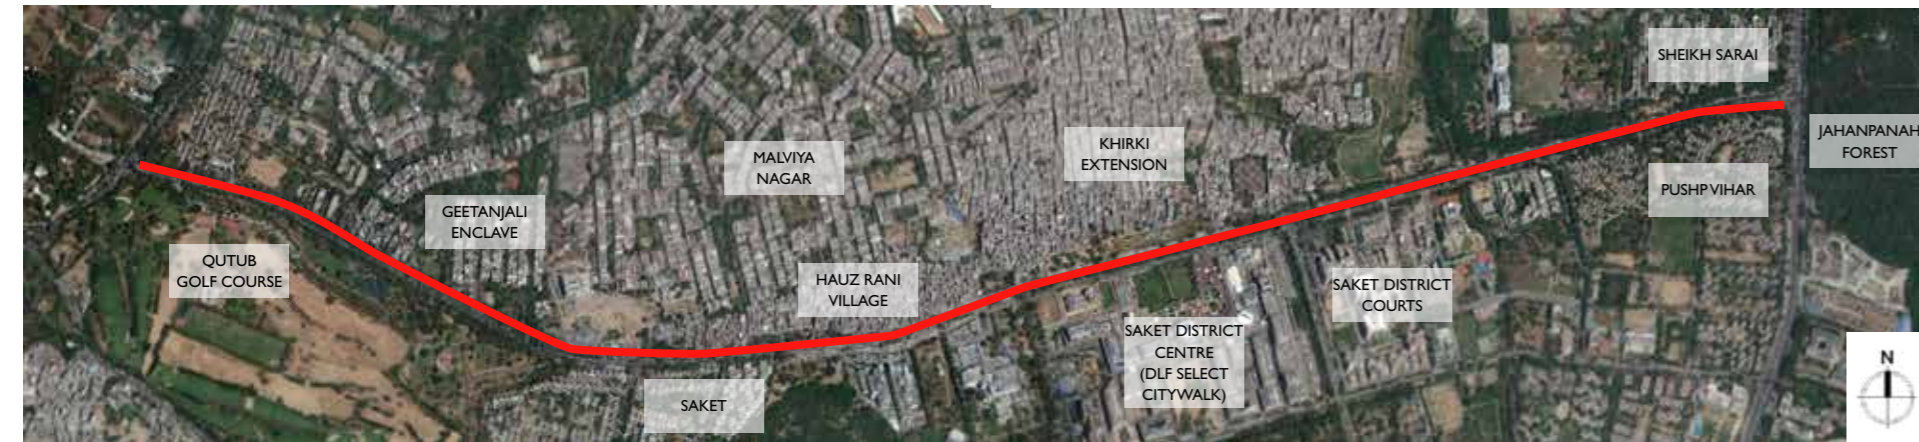 SHEIKH SARAI
JAHANPANAH
FOREST
KHIRKI
EXTENSION
MALVIYA
NAGAR
PUSHP VIHAR
GEETANJALI
ENCLAVE
QUTUB
GOLF COURSE
HAUZ RANI
VILLAGE
SAKET DISTRICT
COURTS
SAKET DISTRICT
CENTRE
(DLF SELECT
CITYWALK)
SAKET
N